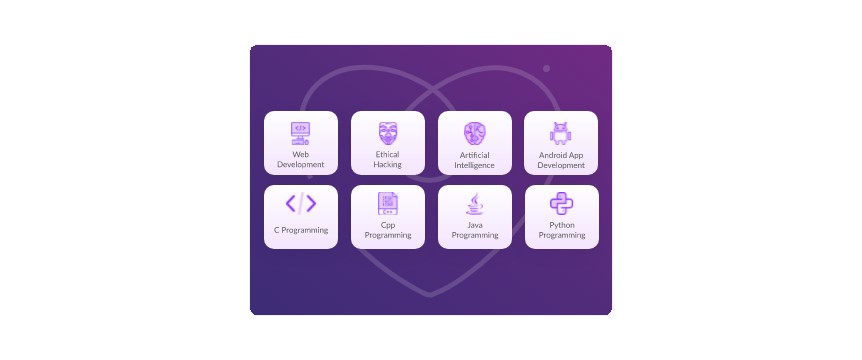 Web
Development
Ethical
Hacking
Artificial
Intelligence
Android App
Development
C Programming
Cpp
Programming
Java
Programming
Python
Programming